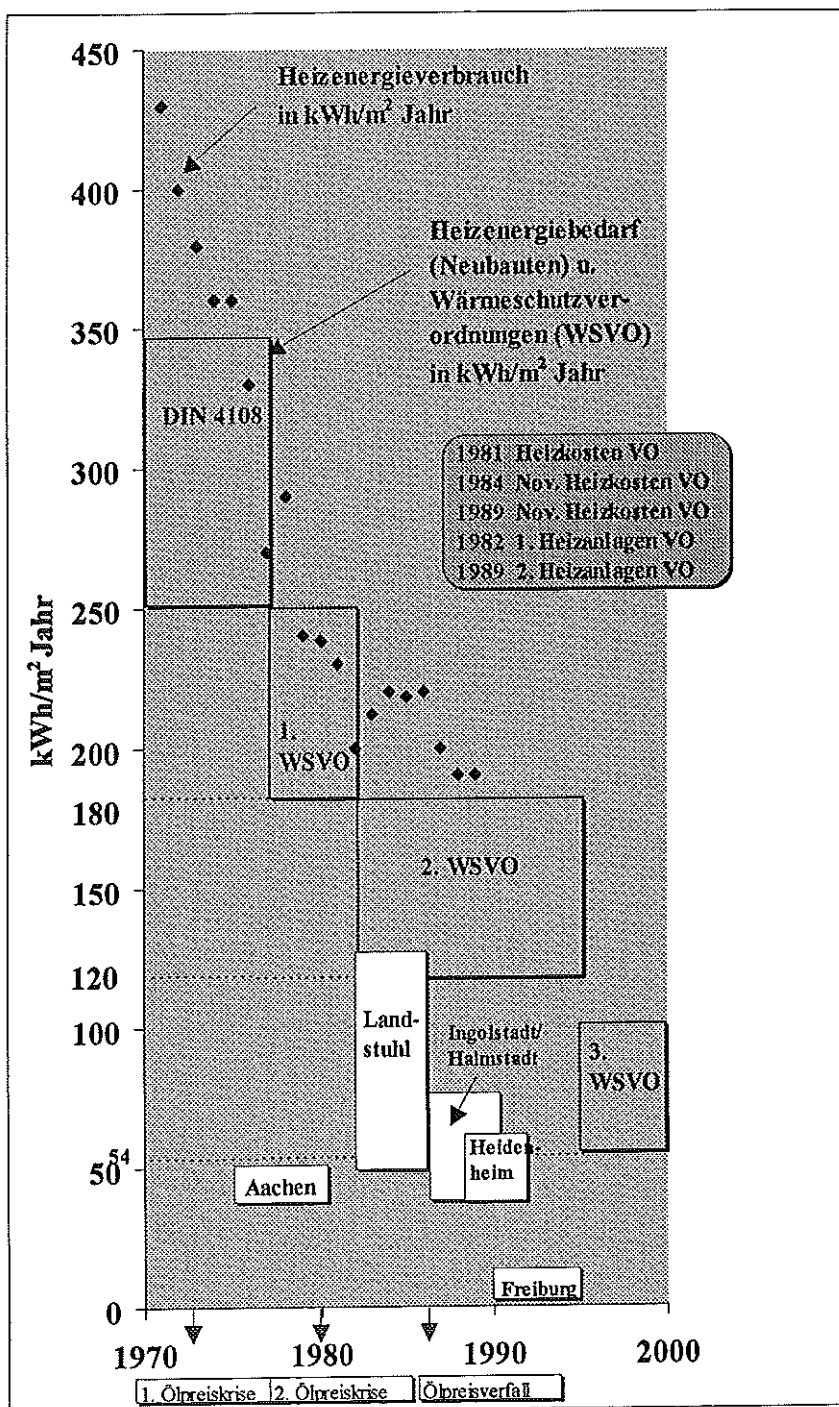 450
Heizenergieverbrauch
in kWh/m² Jahr
400
Heizenergiebedarf
(Neubauten) u.
Wärmeschutzver-
ordnungen (WSVO)
in kWh/m² Jahr
350
DIN 4108
1981 Heizkosten VO
1984 Nov. Heizkosten VO
1989 Nov. Heizkosten VO
1982 1. Heizanlagen VO
1989 2. Heizanlagen VO
300
250
kWh/m² Jahr
1.
WSVO
200
180
2. WSVO
150
120
100
Land-
stuhl
Ingolstadt/
Halmstadt
3.
WSVO
54
50
Aachen
Heiden-
heim
Freiburg
0
1970
1980
1990
2000
1. Ölpreiskrise
2. Ölpreiskrise
Ölpreisverfall